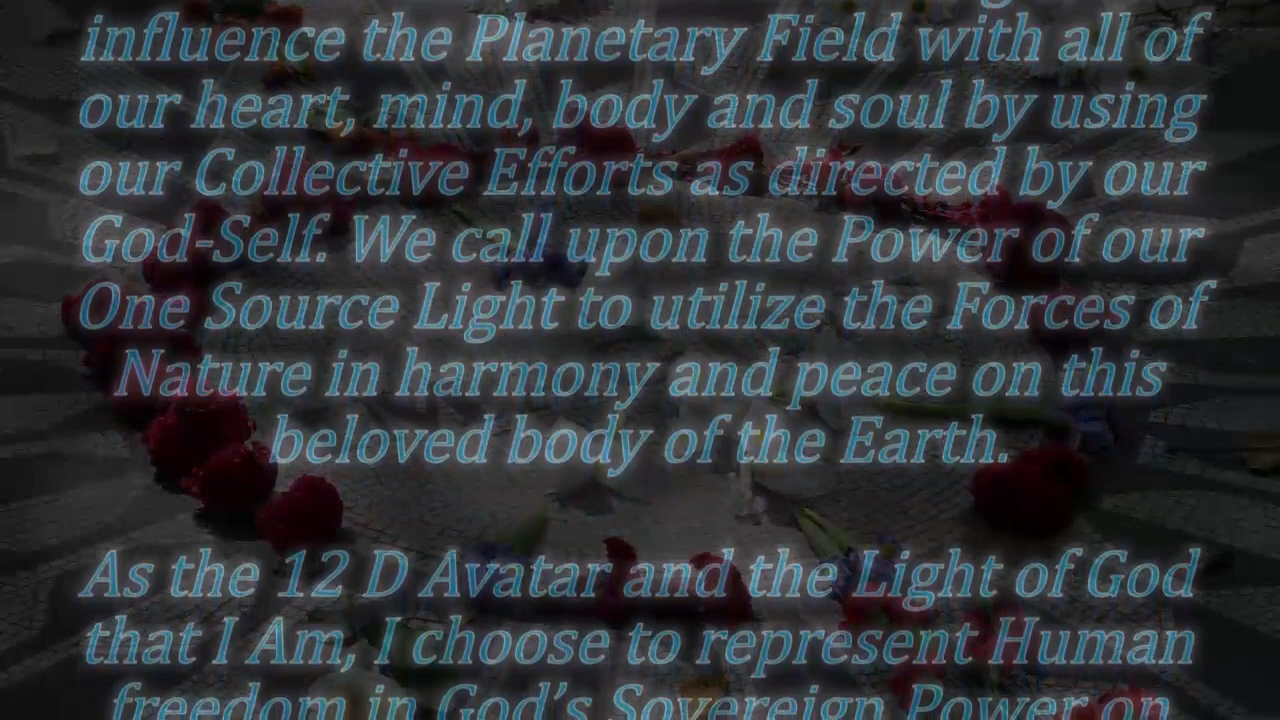 influence the Planetary Field with all of
our heart, mind, body and soul by using
our Collective Efforts as directed by our
God-Self. We call upon the Power of our
One Source Light to utilize the Forces of
Nature in harmony and peace on this
beloved body of the Earth.
As the 12 D Avatar and the Light of God
that I Am, I choose to represent Human
freedom in God's Sovereign Power on